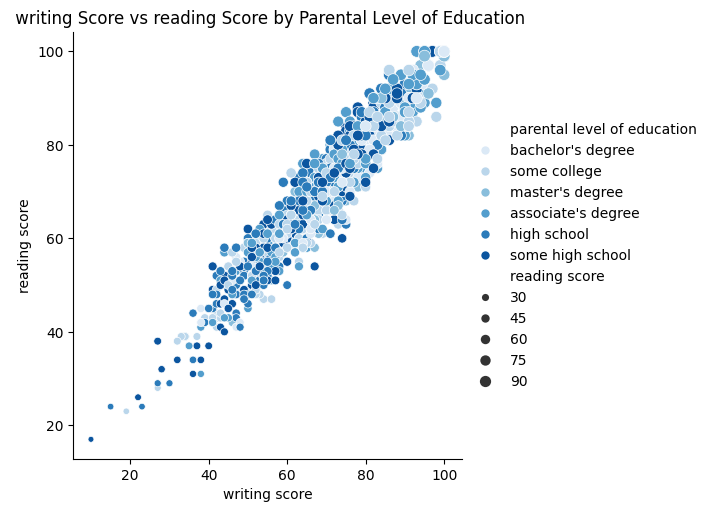 writing Score vs reading Score by Parental Level of Education
100
80
60
40
20
reading score
20
40
60
80
100
writing score
parental level of education
bachelor's degree
some college
master's degree
associate's degree
high school
some high school
reading score
30
45
60
75
90